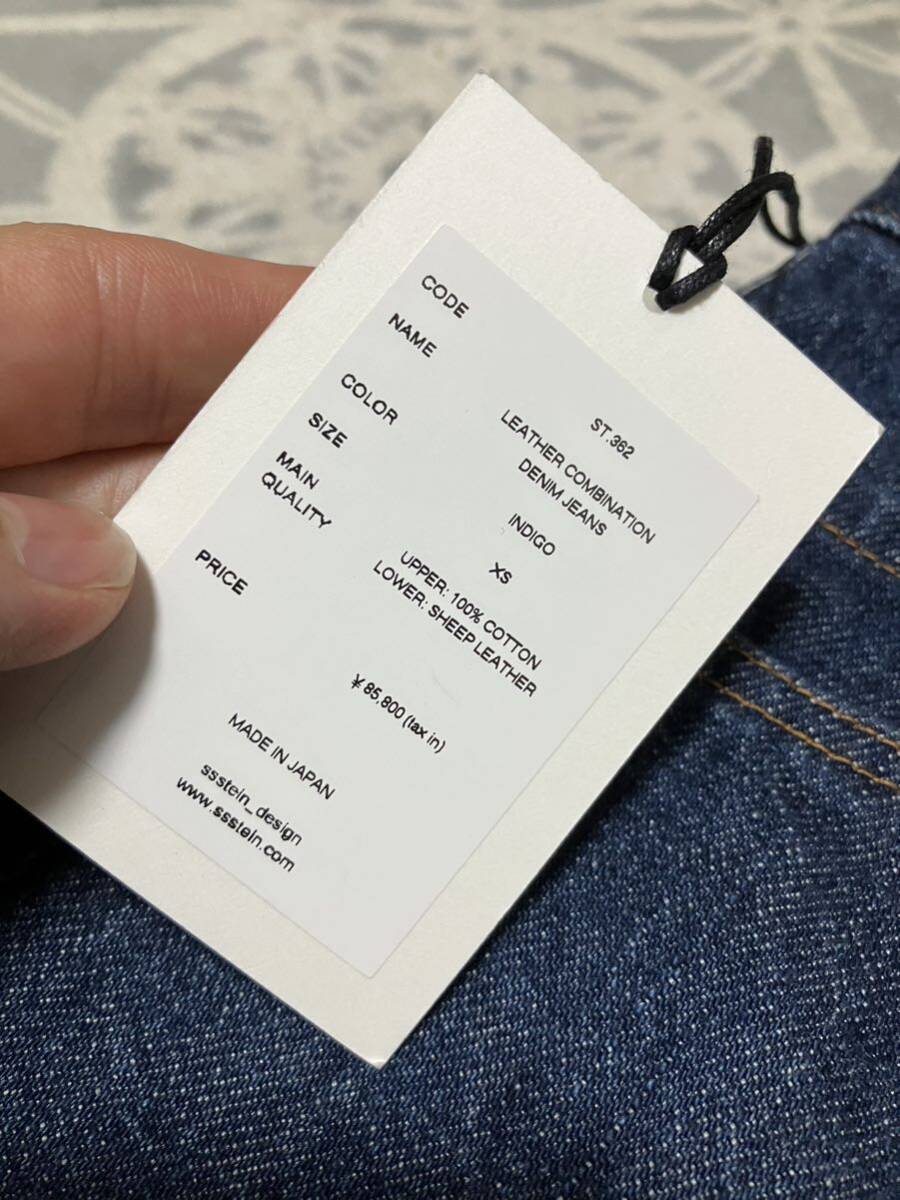 CODE ST.362
NAME LEATHER COMBINATION
DENIM JEANS
COLOR INDIGO
SIZE XS
MAIN UPPER: 100% COTTON
QUALITY LOWER: SHEEP LEATHER
PRICE ¥85,800 (tax in)
MADE IN JAPAN
ssstein_design
www.ssstein.com